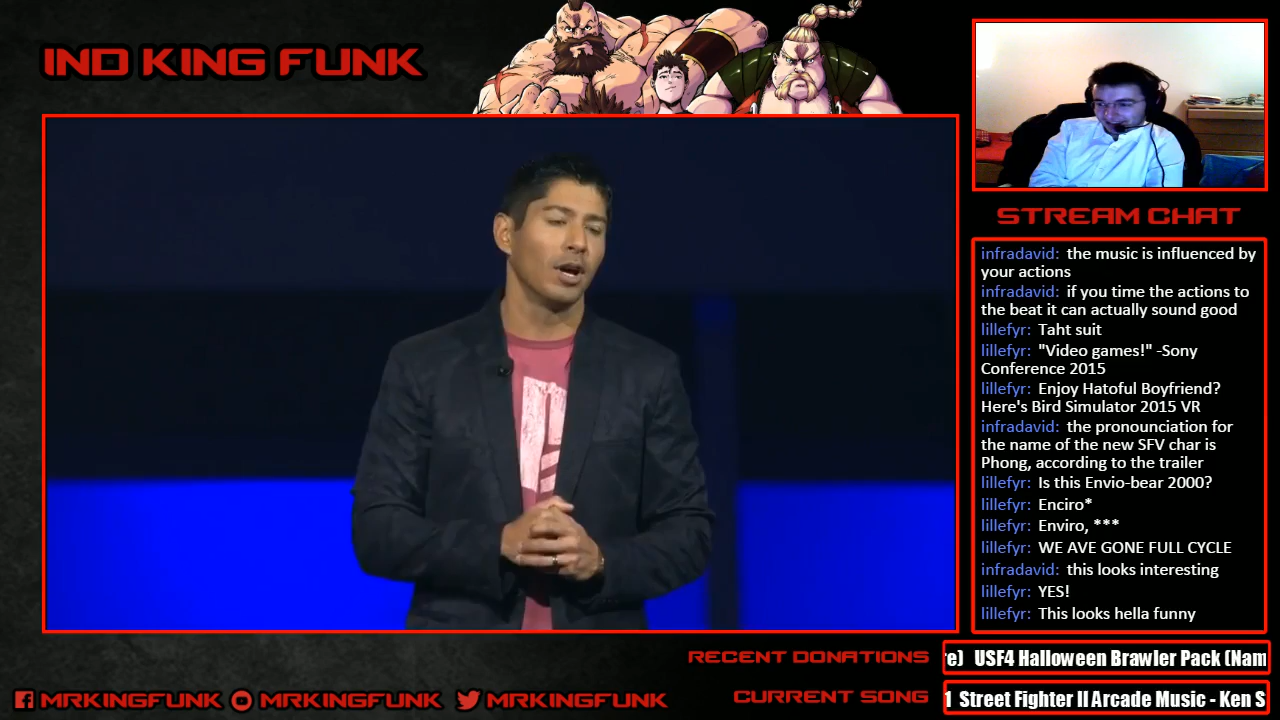 IND KING FUNK
STREAM CHAT
infradavid: the music is influenced by
your actions
infradavid: if you time the actions to
the beat it can actually sound good
lillefyr: Taht suit
lillefyr: "Video games!" -Sony
Conference 2015
lillefyr: Enjoy Hatoful Boyfriend?
Here's Bird Simulator 2015 VR
infradavid: the pronounciation for
the name of the new SFV char is
Phong, according to the trailer
lillefyr: Is this Envio-bear 2000?
lillefyr: Enciro*
lillefyr: Enviro, ***
lillefyr: WE AVE GONE FULL CYCLE
infradavid: this looks interesting
lillefyr: YES!
lillefyr: This looks hella funny
RECENT DONATIONS
re) USF4 Halloween Brawler Pack (Nam
MRKINGFUNK MRKINGFUNK MRKINGFUNK
CURRENT SONG
1 Street Fighter II Arcade Music - Ken S